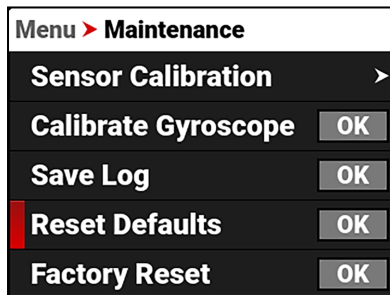 Menu > Maintenance
Sensor Calibration >
Calibrate Gyroscope OK
Save Log OK
Reset Defaults OK
Factory Reset OK